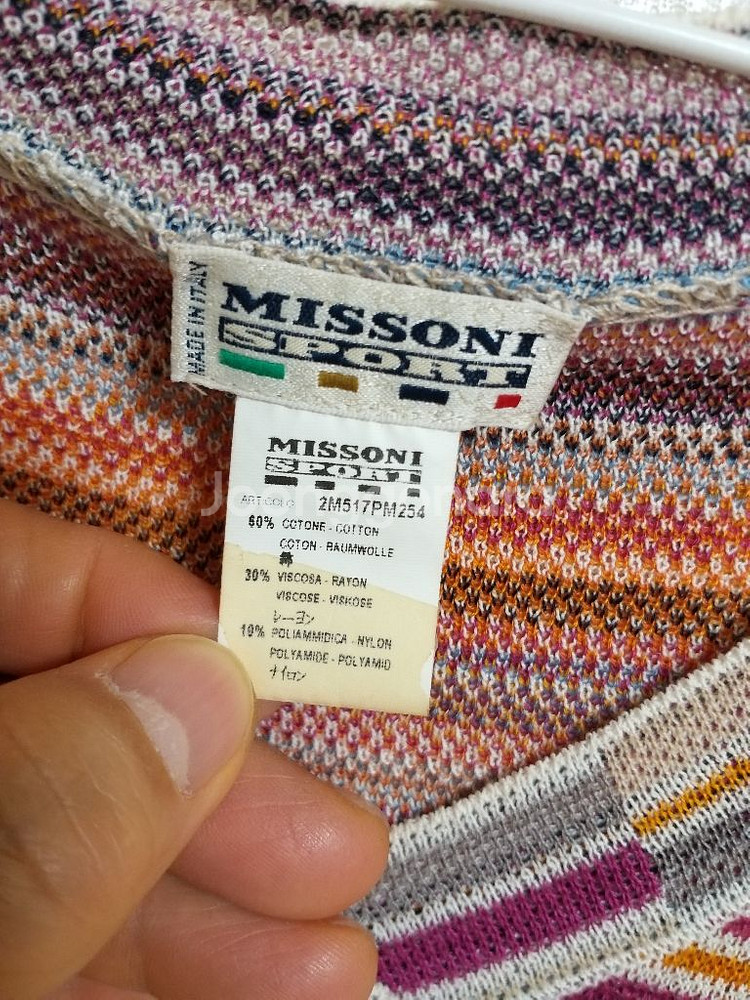 MADE IN ITALY
MISSONI
SPORT
MISSONI
SPORT
ARTICOLO 2M517PM254
60% COTONE - COTTON
COTON - BAUMWOLLE
綿
30% VISCOSA - RAYON
VISCOSE - VISKOSE
レーヨン
10% POLIAMMIDICA - NYLON
POLYAMIDE - POLYAMID
ナイロン